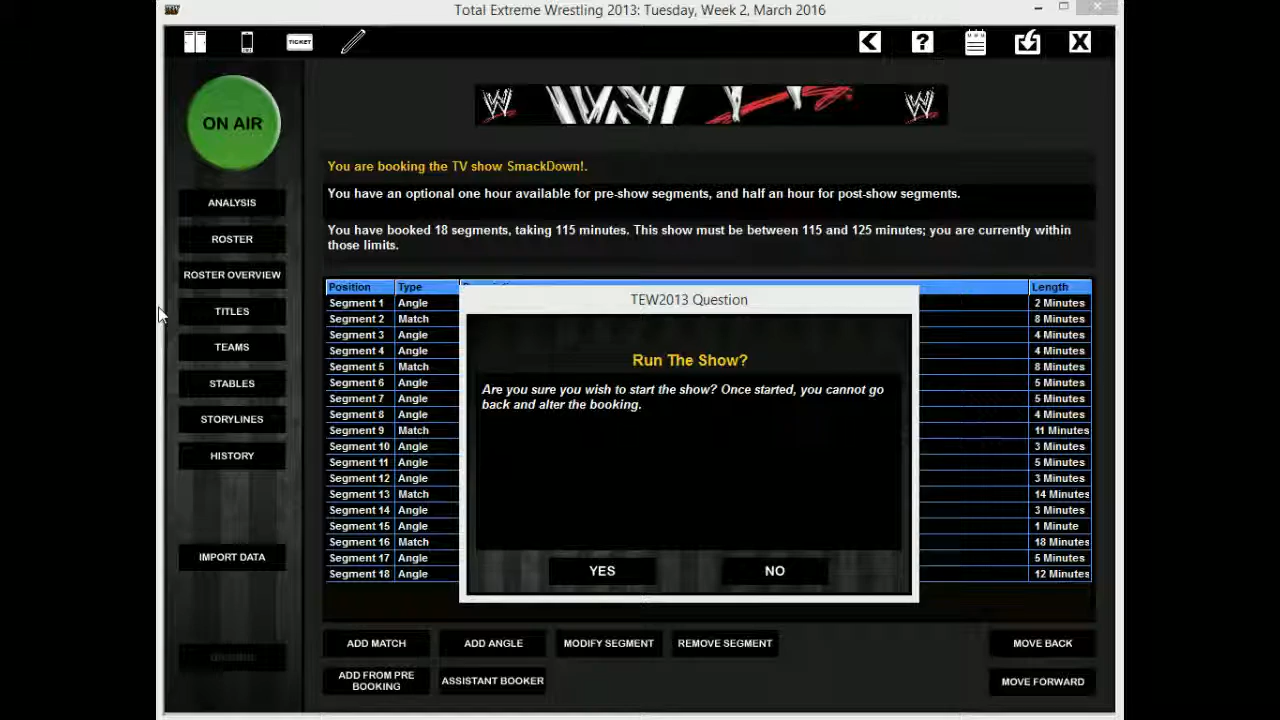 Total Extreme Wrestling 2013: Tuesday, Week 2, March 2016
TICKET
?
X
ON AIR
W
W
You are booking the TV show SmackDown!.
You have an optional one hour available for pre-show segments, and half an hour for post-show segments.
You have booked 18 segments, taking 115 minutes. This show must be between 115 and 125 minutes; you are currently within
those limits.
ANALYSIS
ROSTER
ROSTER OVERVIEW
TITLES
TEAMS
STABLES
STORYLINES
HISTORY
IMPORT DATA
Position Type Length
Segment 1 Angle 2 Minutes
Segment 2 Match 8 Minutes
Segment 3 Angle 4 Minutes
Segment 4 Angle 4 Minutes
Segment 5 Match 8 Minutes
Segment 6 Angle 5 Minutes
Segment 7 Angle 5 Minutes
Segment 8 Angle 4 Minutes
Segment 9 Match 11 Minutes
Segment 10 Angle 3 Minutes
Segment 11 Angle 5 Minutes
Segment 12 Angle 3 Minutes
Segment 13 Match 14 Minutes
Segment 14 Angle 3 Minutes
Segment 15 Angle 1 Minute
Segment 16 Match 18 Minutes
Segment 17 Angle 5 Minutes
Segment 18 Angle 12 Minutes
TEW2013 Question
Run The Show?
Are you sure you wish to start the show? Once started, you cannot go
back and alter the booking.
YES NO
ADD MATCH ADD ANGLE MODIFY SEGMENT REMOVE SEGMENT MOVE BACK
ADD FROM PRE
BOOKING
ASSISTANT BOOKER MOVE FORWARD